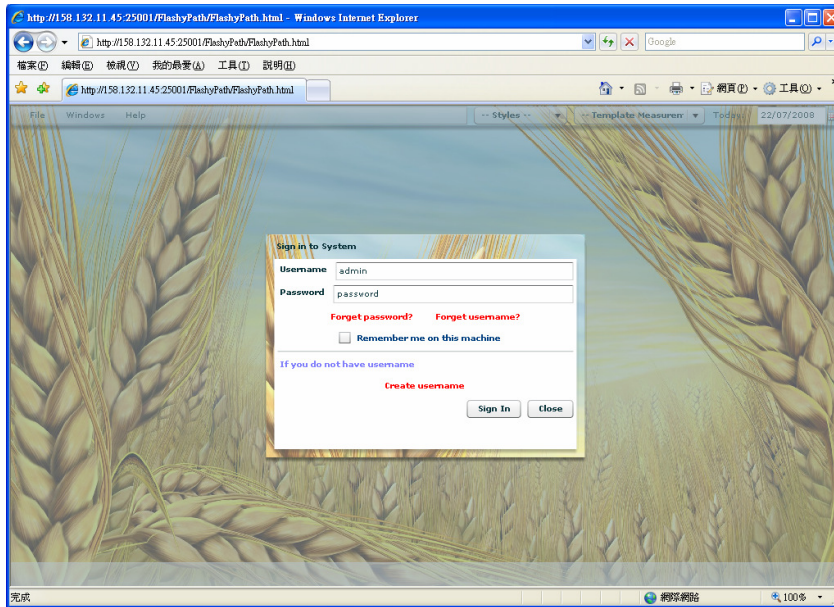 http://158.132.11.45:25001/FlashyPath/FlashyPath.html - Windows Internet Explorer
http://158.132.11.45:25001/FlashyPath/FlashyPath.html Google
檔案(F) 編輯(E) 檢視(V) 我的最愛(A) 工具(T) 說明(H)
http://158.132.11.45:25001/FlashyPath/FlashyPath.html 網頁(P) 工具(O)
File Windows Help -- Styles -- -- Template Measurem Today: 22/07/2008
Sign in to System
Username admin
Password password
Forget password? Forget username?
Remember me on this machine
If you do not have username
Create username
Sign In Close
完成 網際網路 100%